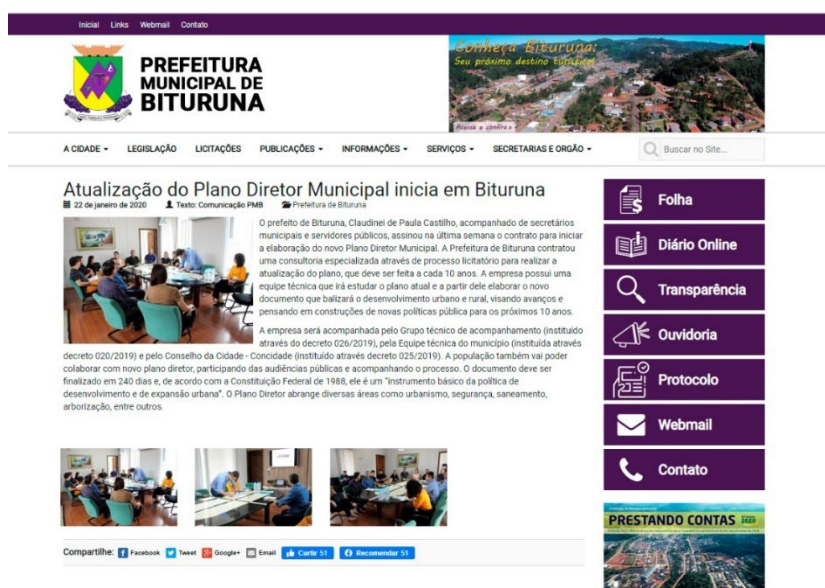 Inicial Links Webmail Contato
PREFEITURA
MUNICIPAL DE
BITURUNA
Conheça Bituruna:
Seu próximo destino turístico!
Acesse e confira >
A CIDADE LEGISLAÇÃO LICITAÇÕES PUBLICAÇÕES INFORMAÇÕES SERVIÇOS SECRETARIAS E ORGÃO
Buscar no Site...
Atualização do Plano Diretor Municipal inicia em Bituruna
22 de janeiro de 2020 Texto: Comunicação PMB Prefeitura de Bituruna
O prefeito de Bituruna, Claudinei de Paula Castilho, acompanhado de secretários
municipais e servidores públicos, assinou na última semana o contrato para iniciar
a elaboração do novo Plano Diretor Municipal. A Prefeitura de Bituruna contratou
uma consultoria especializada através de processo licitatório para realizar a
atualização do plano, que deve ser feita a cada 10 anos. A empresa possui uma
equipe técnica que irá estudar o plano atual e a partir dele elaborar o novo
documento que balizará o desenvolvimento urbano e rural, visando avanços e
pensando em construções de novas políticas pública para os próximos 10 anos.
A empresa será acompanhada pelo Grupo técnico de acompanhamento (instituído
através do decreto 026/2019), pela Equipe técnica do município (instituída através
decreto 020/2019) e pelo Conselho da Cidade - Concidade (instituído através decreto 025/2019). A população também vai poder
colaborar com novo plano diretor, participando das audiências públicas e acompanhando o processo. O documento deve ser
finalizado em 240 dias e, de acordo com a Constituição Federal de 1988, ele é um "instrumento básico da política de
desenvolvimento e de expansão urbana". O Plano Diretor abrange diversas áreas como urbanismo, segurança, saneamento,
arborização, entre outros.
Compartilhe: Facebook Tweet Google+ Email Curtir 51 Recomendar 51
Folha
Diário Online
Transparência
Ouvidoria
Protocolo
Webmail
Contato
PRESTANDO CONTAS
2020